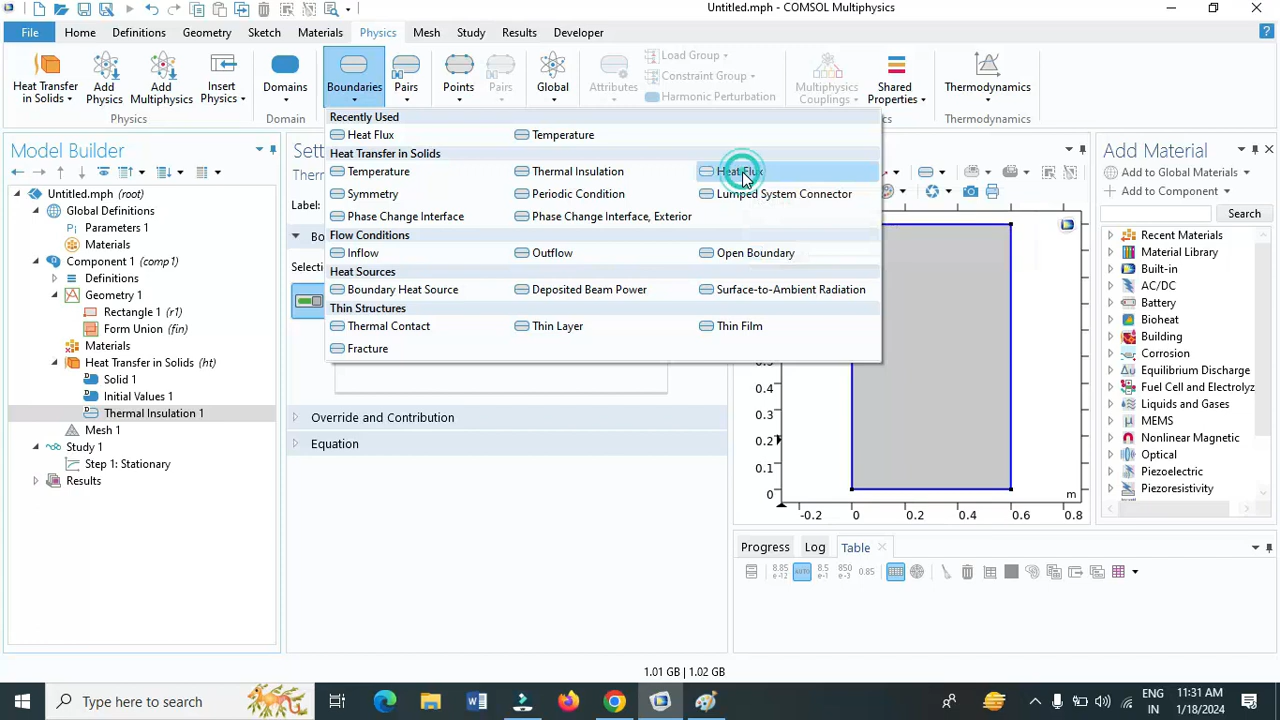 Untitled.mph - COMSOL Multiphysics
File Home Definitions Geometry Sketch Materials Physics Mesh Study Results Developer
Heat Transfer in Solids
Add Physics
Add Multiphysics
Insert Physics
Physics
Domains
Domain
Boundaries
Pairs
Points
Pairs
Global
Attributes
Load Group
Constraint Group
Harmonic Perturbation
Multiphysics Couplings
Shared Properties
Thermodynamics
Thermodynamics
Recently Used
Heat Flux Temperature
Heat Transfer in Solids
Temperature Thermal Insulation Heat Flux
Symmetry Periodic Condition Lumped System Connector
Phase Change Interface Phase Change Interface, Exterior
Flow Conditions
Inflow Outflow Open Boundary
Heat Sources
Boundary Heat Source Deposited Beam Power Surface-to-Ambient Radiation
Thin Structures
Thermal Contact Thin Layer Thin Film
Fracture
Model Builder
Untitled.mph (root)
Global Definitions
Parameters 1
Materials
Component 1 (comp1)
Definitions
Geometry 1
Rectangle 1 (r1)
Form Union (fin)
Materials
Heat Transfer in Solids (ht)
Solid 1
Initial Values 1
Thermal Insulation 1
Mesh 1
Study 1
Step 1: Stationary
Results
Override and Contribution
Equation
0.4
0.3
0.2
0.1
0
m
-0.2 0 0.2 0.4 0.6 0.8
Add Material
Add to Global Materials
Add to Component
Search
Recent Materials
Material Library
Built-in
AC/DC
Battery
Bioheat
Building
Corrosion
Equilibrium Discharge
Fuel Cell and Electrolyz
Liquids and Gases
MEMS
Nonlinear Magnetic
Optical
Piezoelectric
Piezoresistivity
Progress Log Table
8.85 e-12 AUTO 8.5 e-1 850 e-3 0.85
1.01 GB | 1.02 GB
Type here to search
ENG
IN
11:31 AM
1/18/2024